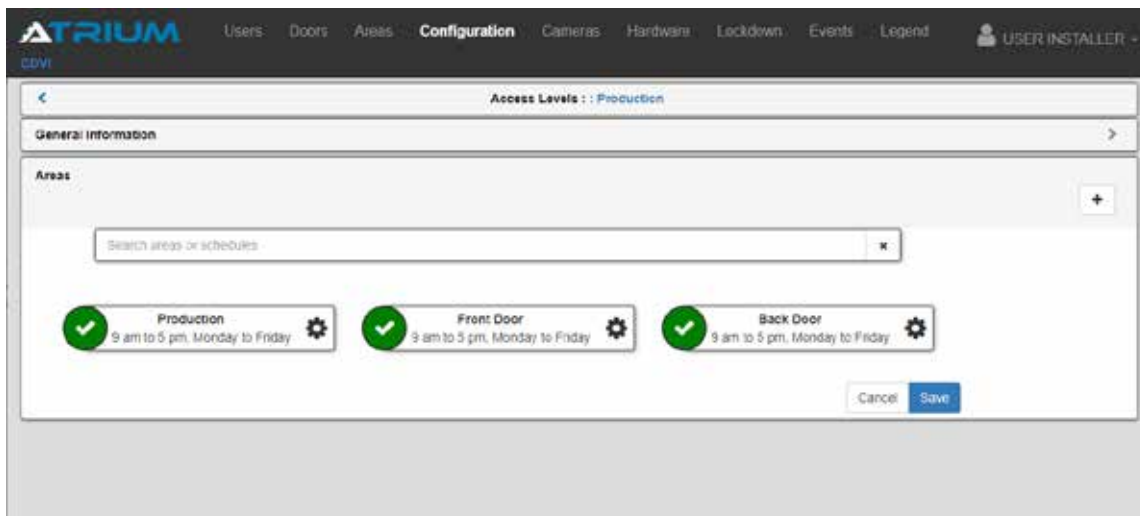 ATRIUM Users Doors Areas Configuration Cameras Hardware Lockdown Events Legend USER INSTALLER
CDVI
Access Levels : : Production
General Information
Areas
+
Search areas or schedules
Production
9 am to 5 pm, Monday to Friday
Front Door
9 am to 5 pm, Monday to Friday
Back Door
9 am to 5 pm, Monday to Friday
Cancel Save